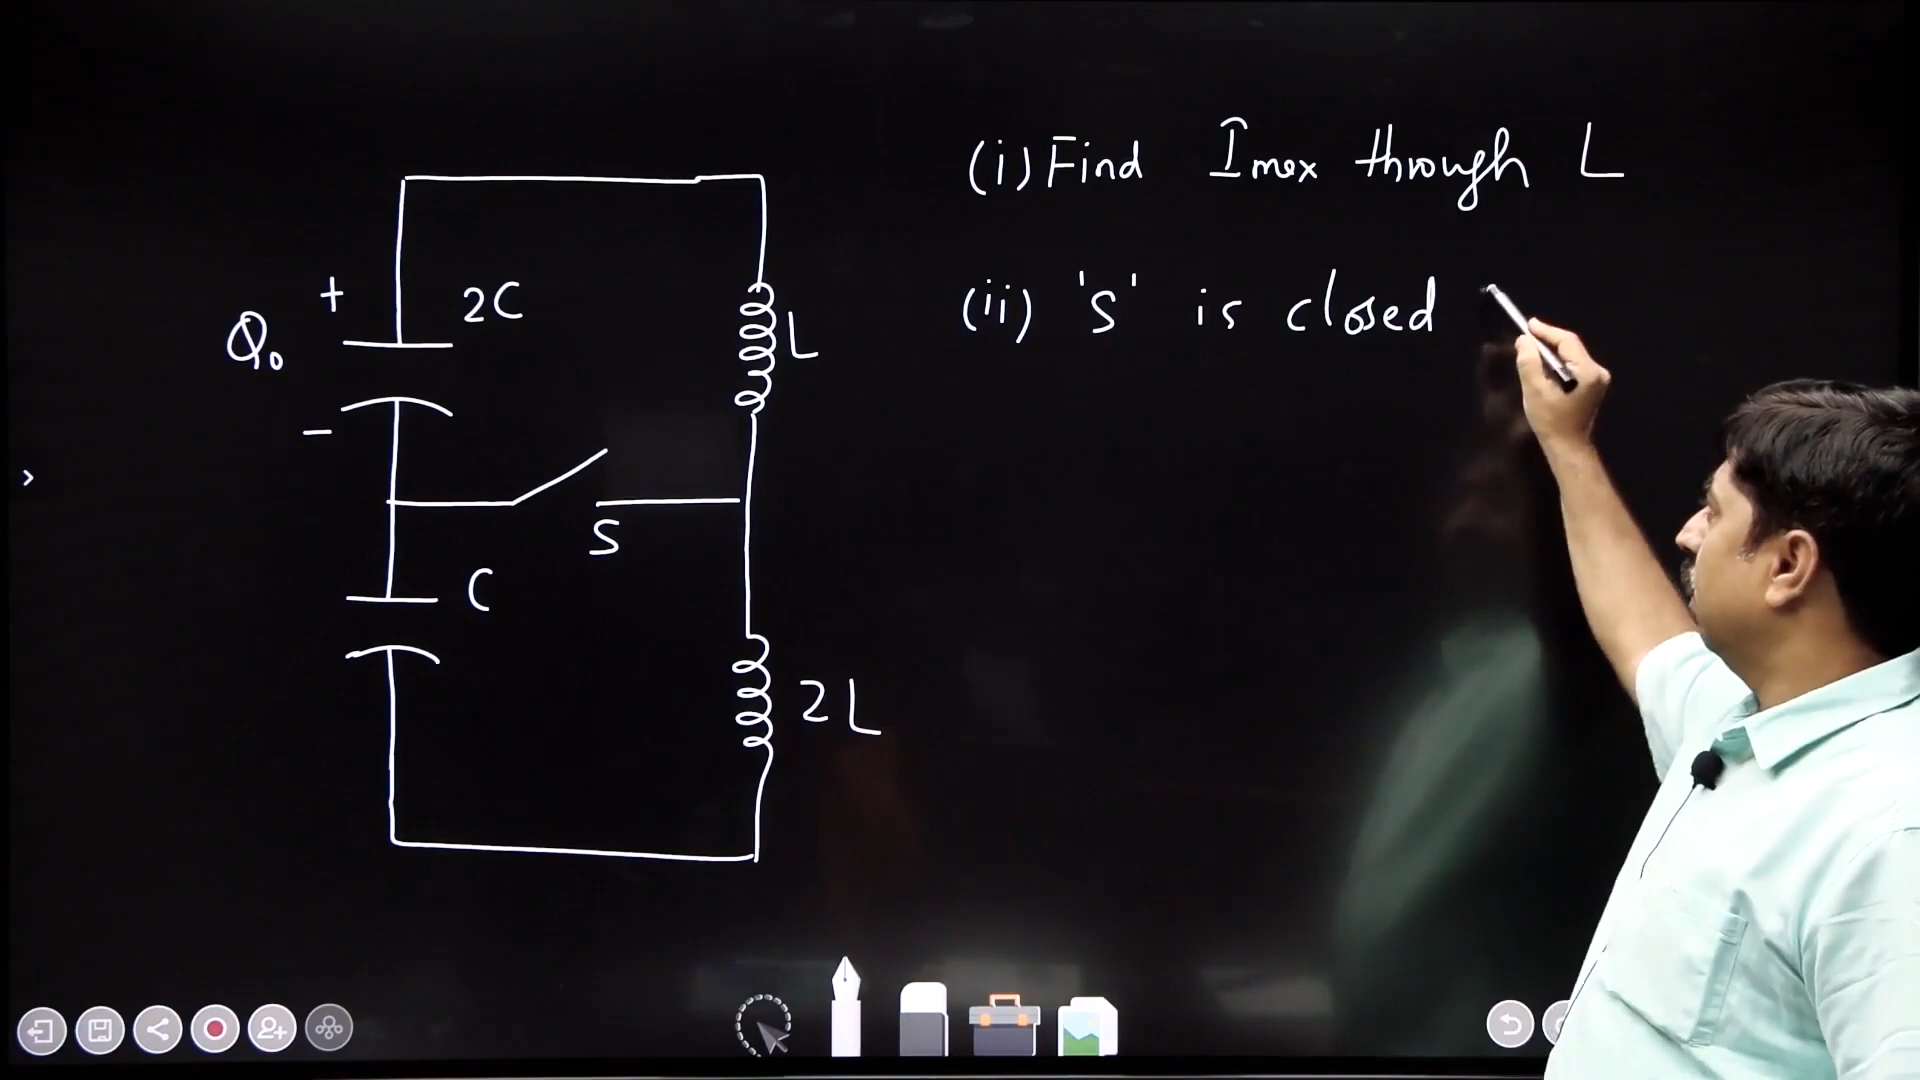 (i) Find Imax through L
(ii) 'S' is closed
+
2C
Q₀
L
−
S
C
2L